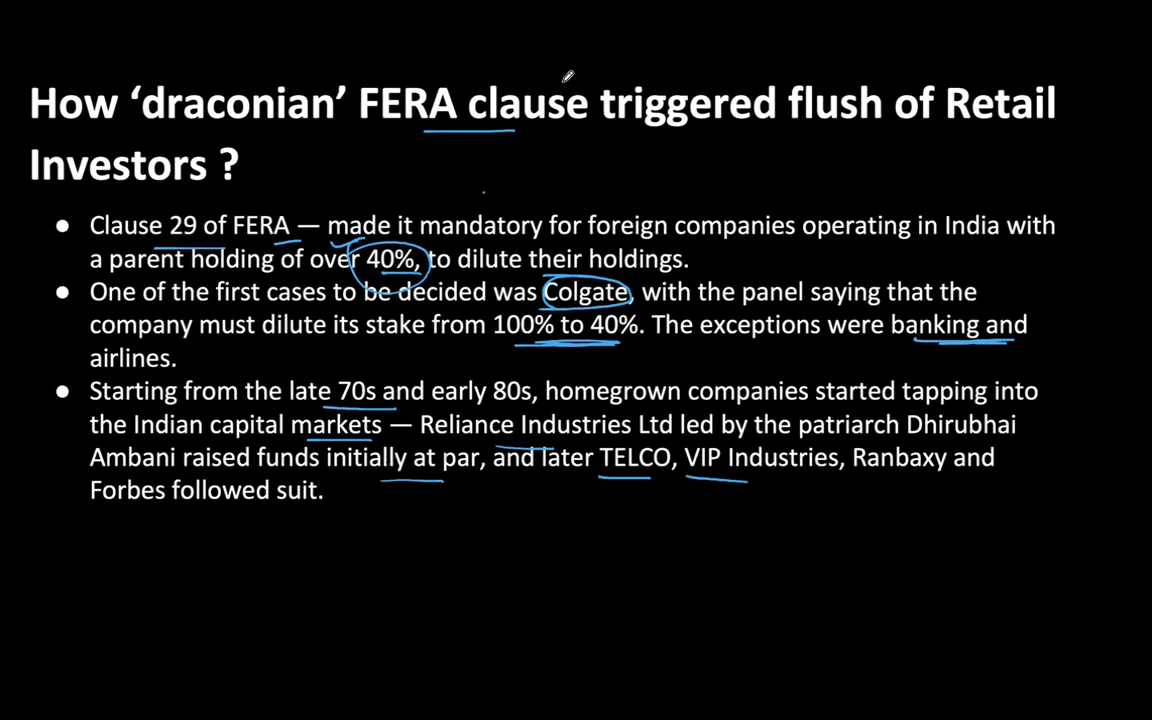 How ‘draconian’ FERA clause triggered flush of Retail
Investors ?
● Clause 29 of FERA — made it mandatory for foreign companies operating in India with
a parent holding of over 40%, to dilute their holdings.
● One of the first cases to be decided was Colgate, with the panel saying that the
company must dilute its stake from 100% to 40%. The exceptions were banking and
airlines.
● Starting from the late 70s and early 80s, homegrown companies started tapping into
the Indian capital markets — Reliance Industries Ltd led by the patriarch Dhirubhai
Ambani raised funds initially at par, and later TELCO, VIP Industries, Ranbaxy and
Forbes followed suit.